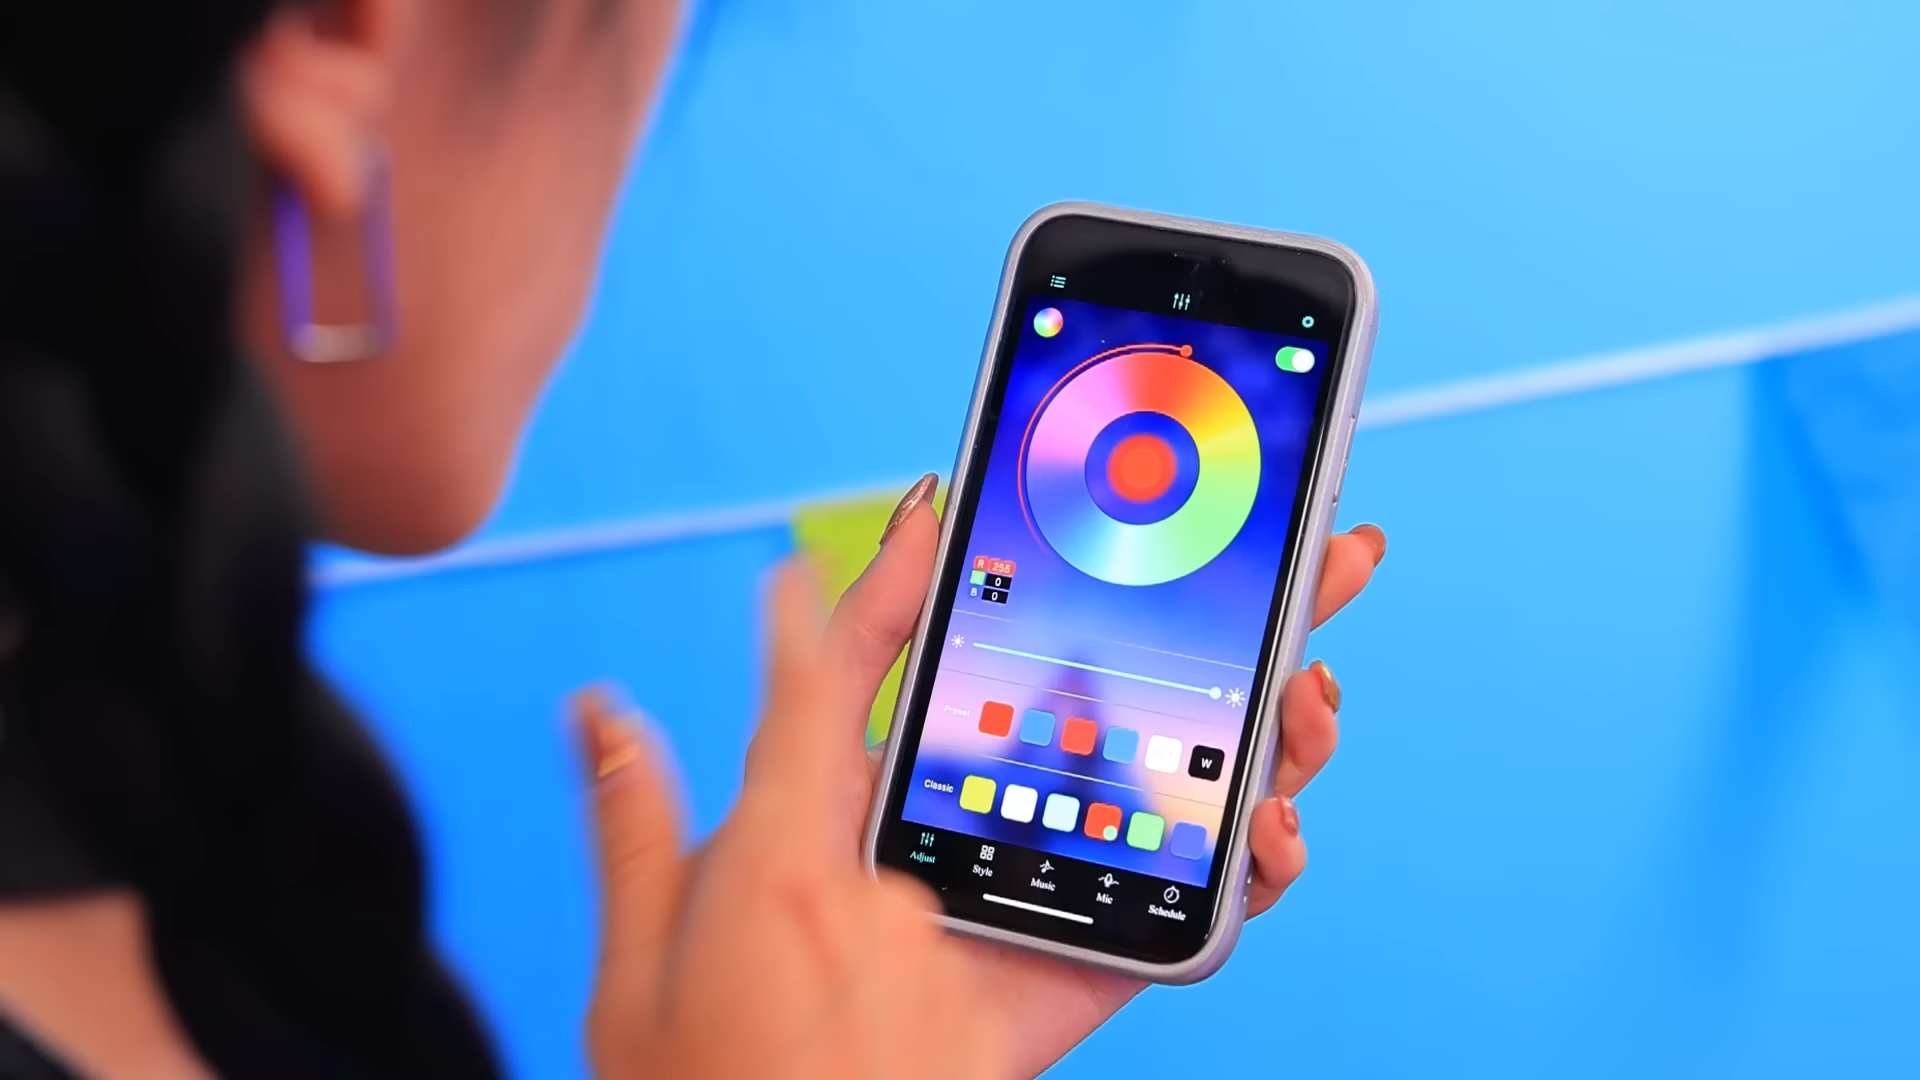 R 255
0
B 0
Preset
W
Classic
Adjust
Style
Music
Mic
Schedule